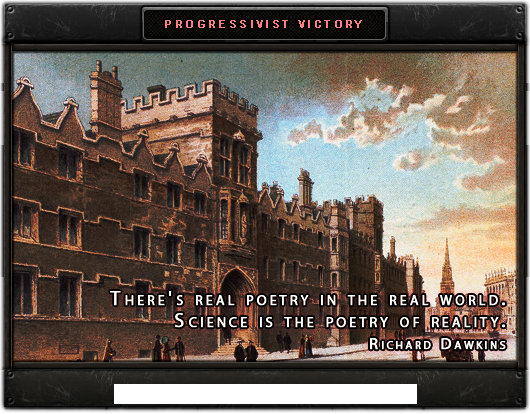 PROGRESSIVIST VICTORY
THERE'S REAL POETRY IN THE REAL WORLD.
SCIENCE IS THE POETRY OF REALITY.
RICHARD DAWKINS